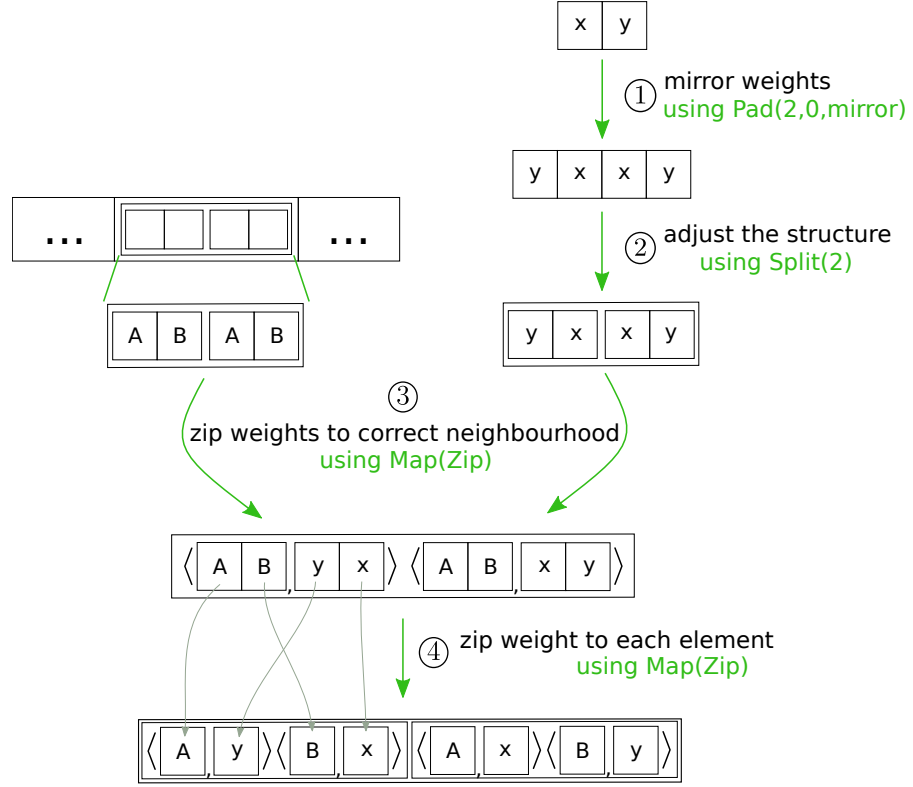 x y
① mirror weights
using Pad(2,0,mirror)
y x x y
② adjust the structure
using Split(2)
... ...
A B A B
y x x y
③
zip weights to correct neighbourhood
using Map(Zip)
⟨ A B , y x ⟩ ⟨ A B , x y ⟩
④ zip weight to each element
using Map(Zip)
⟨ A , y ⟩ ⟨ B , x ⟩ ⟨ A , x ⟩ ⟨ B , y ⟩